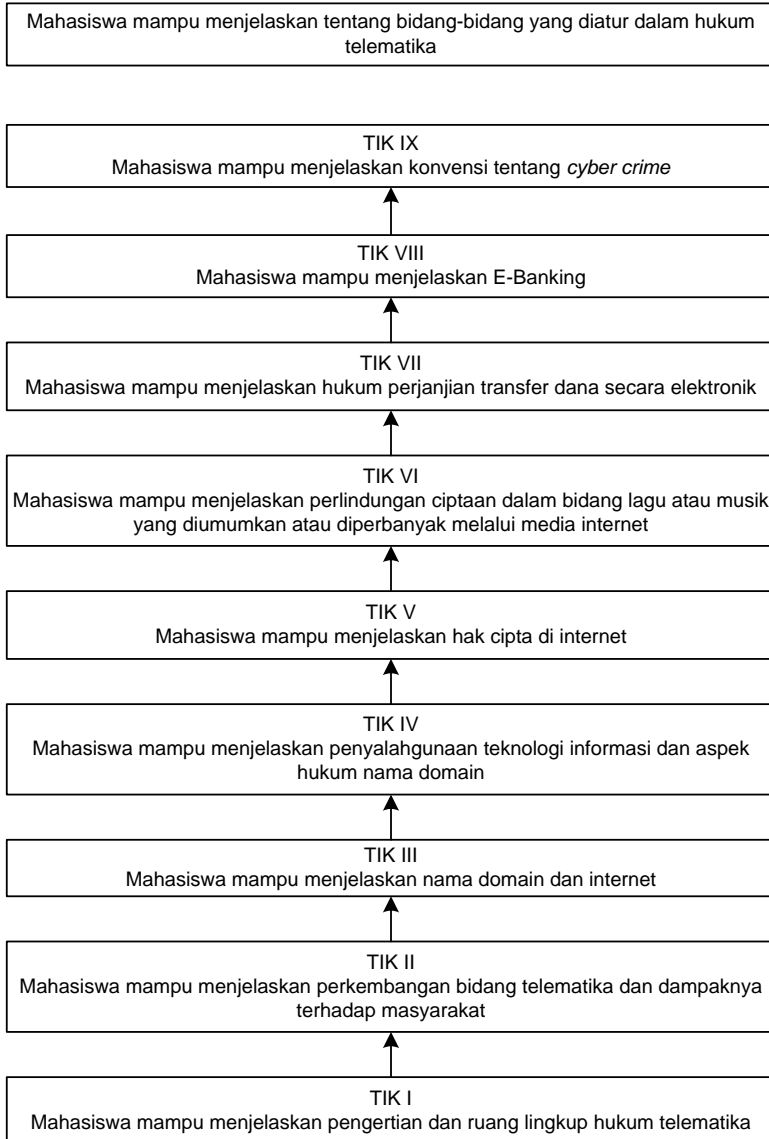 Mahasiswa mampu menjelaskan tentang bidang-bidang yang diatur dalam hukum
telematika
TIK IX
Mahasiswa mampu menjelaskan konvensi tentang cyber crime
TIK VIII
Mahasiswa mampu menjelaskan E-Banking
TIK VII
Mahasiswa mampu menjelaskan hukum perjanjian transfer dana secara elektronik
TIK VI
Mahasiswa mampu menjelaskan perlindungan ciptaan dalam bidang lagu atau musik
yang diumumkan atau diperbanyak melalui media internet
TIK V
Mahasiswa mampu menjelaskan hak cipta di internet
TIK IV
Mahasiswa mampu menjelaskan penyalahgunaan teknologi informasi dan aspek
hukum nama domain
TIK III
Mahasiswa mampu menjelaskan nama domain dan internet
TIK II
Mahasiswa mampu menjelaskan perkembangan bidang telematika dan dampaknya
terhadap masyarakat
TIK I
Mahasiswa mampu menjelaskan pengertian dan ruang lingkup hukum telematika